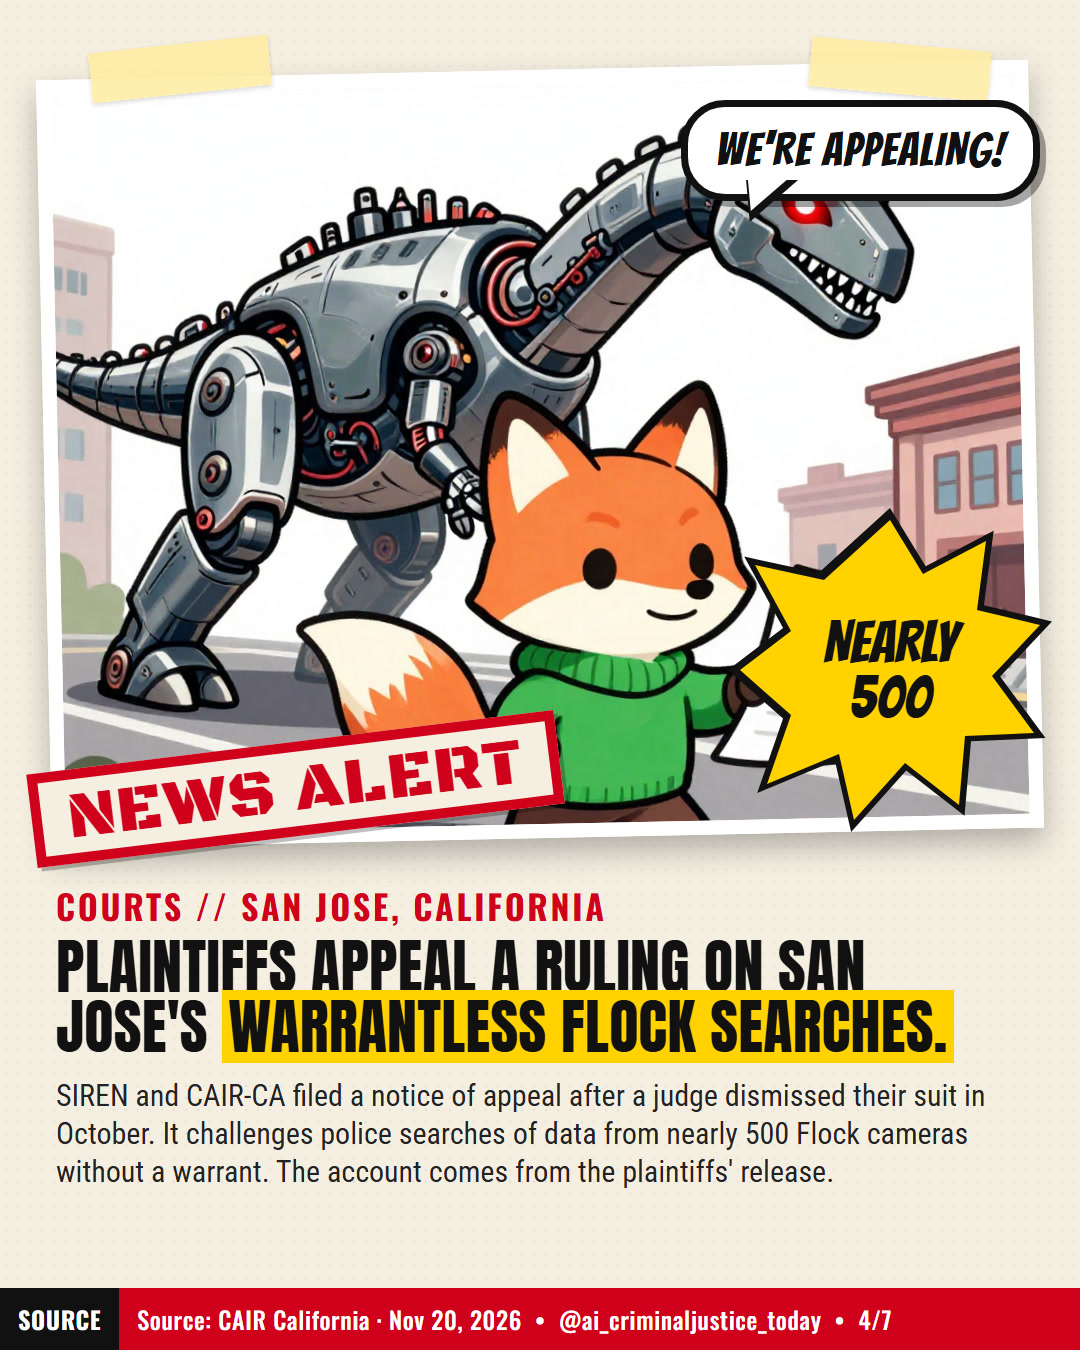 WE'RE APPEALING!
NEARLY
500
NEWS ALERT
COURTS // SAN JOSE, CALIFORNIA
PLAINTIFFS APPEAL A RULING ON SAN
JOSE'S WARRANTLESS FLOCK SEARCHES.
SIREN and CAIR-CA filed a notice of appeal after a judge dismissed their suit in
October. It challenges police searches of data from nearly 500 Flock cameras
without a warrant. The account comes from the plaintiffs' release.
SOURCE Source: CAIR California · Nov 20, 2026 • @ai_criminaljustice_today • 4/7